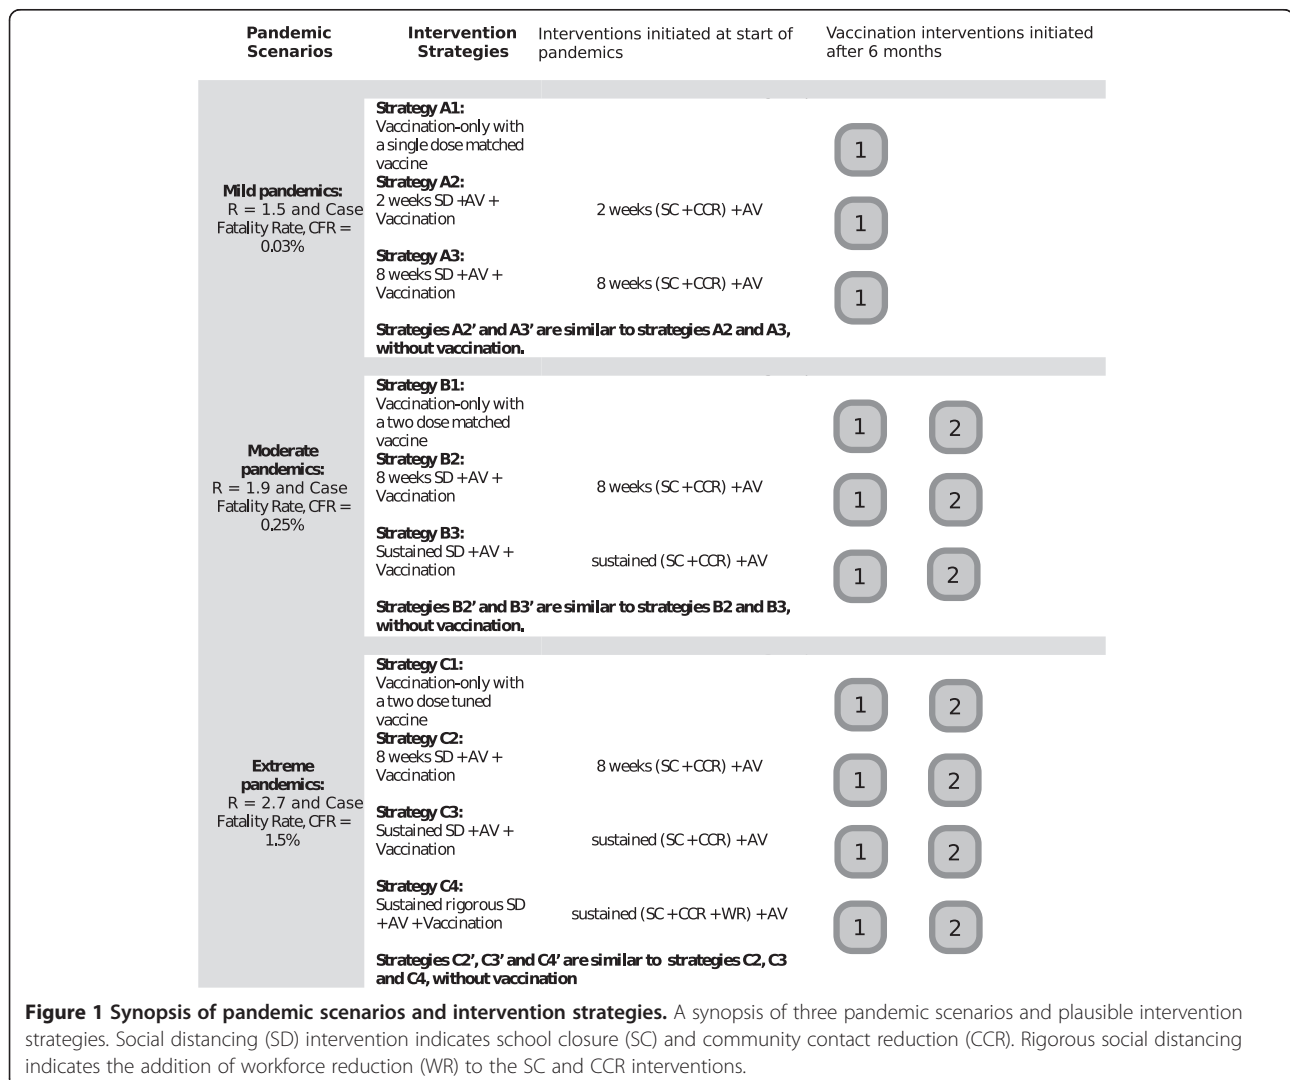 Pandemic Scenarios
Intervention Strategies
Interventions initiated at start of pandemics
Vaccination interventions initiated after 6 months
Mild pandemics:
R = 1.5 and Case
Fatality Rate, CFR =
0.03%
Strategy A1:
Vaccination-only with
a single dose matched
vaccine
1
Strategy A2:
2 weeks SD +AV +
Vaccination
2 weeks (SC + CCR) + AV
1
Strategy A3:
8 weeks SD + AV +
Vaccination
8 weeks (SC + CCR) + AV
1
Strategies A2’ and A3’ are similar to strategies A2 and A3,
without vaccination.
Moderate
pandemics:
R = 1.9 and Case
Fatality Rate, CFR =
0.25%
Strategy B1:
Vaccination-only with
a two dose matched
vaccine
1 2
Strategy B2:
8 weeks SD + AV +
Vaccination
8 weeks (SC + CCR) + AV
1 2
Strategy B3:
Sustained SD + AV +
Vaccination
sustained (SC + CCR) + AV
1 2
Strategies B2’ and B3’ are similar to strategies B2 and B3,
without vaccination.
Extreme
pandemics:
R = 2.7 and Case
Fatality Rate, CFR =
1.5%
Strategy C1:
Vaccination-only with
a two dose tuned
vaccine
1 2
Strategy C2:
8 weeks SD + AV +
Vaccination
8 weeks (SC + CCR) + AV
1 2
Strategy C3:
Sustained SD + AV +
Vaccination
sustained (SC + CCR) + AV
1 2
Strategy C4:
Sustained rigorous SD
+ AV + Vaccination
sustained (SC + CCR + WR) + AV
1 2
Strategies C2’, C3’ and C4’ are similar to strategies C2, C3
and C4, without vaccination
Figure 1 Synopsis of pandemic scenarios and intervention strategies. A synopsis of three pandemic scenarios and plausible intervention
strategies. Social distancing (SD) intervention indicates school closure (SC) and community contact reduction (CCR). Rigorous social distancing
indicates the addition of workforce reduction (WR) to the SC and CCR interventions.